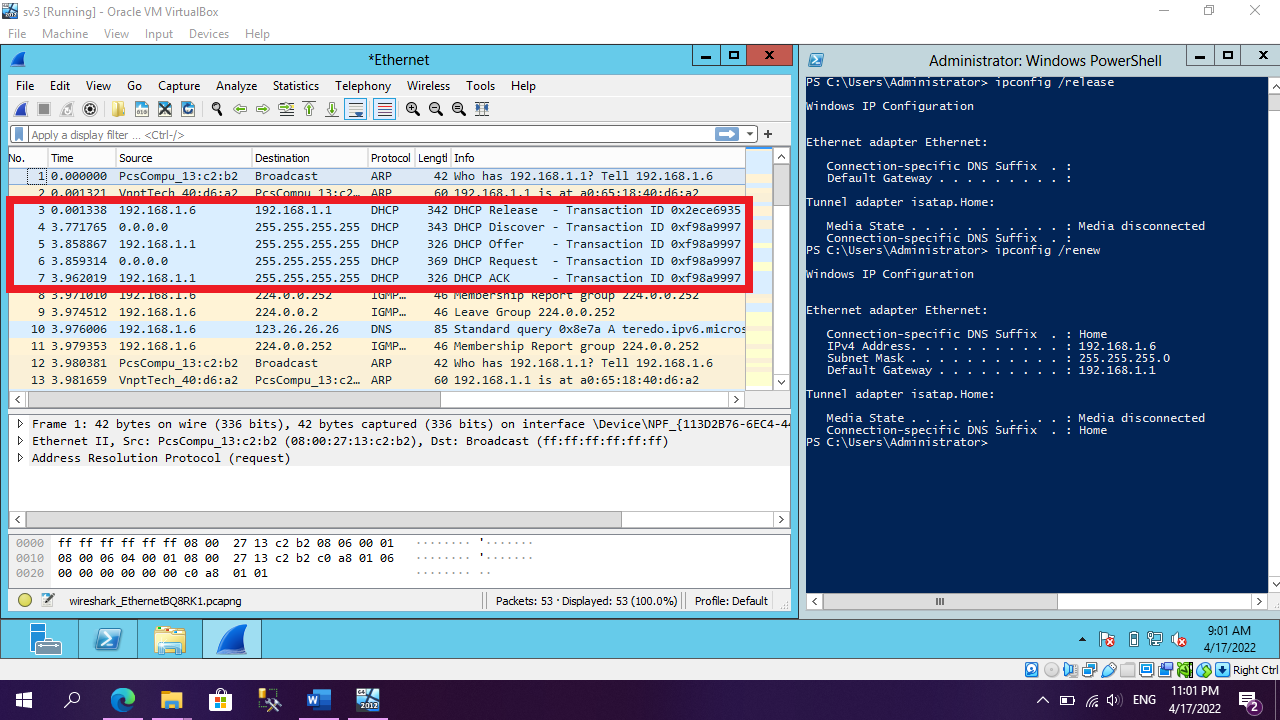 sv3 [Running] - Oracle VM VirtualBox
File Machine View Input Devices Help
*Ethernet
File Edit View Go Capture Analyze Statistics Telephony Wireless Tools Help
Apply a display filter ... <Ctrl-/>
No. Time Source Destination Protocol Lengtl Info
1 0.000000 PcsCompu_13:c2:b2 Broadcast ARP 42 Who has 192.168.1.1? Tell 192.168.1.6
2 0.001321 VnptTech_40:d6:a2 PcsCompu_13:c2... ARP 60 192.168.1.1 is at a0:65:18:40:d6:a2
3 0.001338 192.168.1.6 192.168.1.1 DHCP 342 DHCP Release - Transaction ID 0x2ece6935
4 3.771765 0.0.0.0 255.255.255.255 DHCP 343 DHCP Discover - Transaction ID 0xf98a9997
5 3.858867 192.168.1.1 255.255.255.255 DHCP 326 DHCP Offer - Transaction ID 0xf98a9997
6 3.859314 0.0.0.0 255.255.255.255 DHCP 369 DHCP Request - Transaction ID 0xf98a9997
7 3.962019 192.168.1.1 255.255.255.255 DHCP 326 DHCP ACK - Transaction ID 0xf98a9997
8 3.971010 192.168.1.6 224.0.0.252 IGMP... 46 Membership Report group 224.0.0.252
9 3.974512 192.168.1.6 224.0.0.2 IGMP... 46 Leave Group 224.0.0.252
10 3.976006 192.168.1.6 123.26.26.26 DNS 85 Standard query 0x8e7a A teredo.ipv6.micros
11 3.979353 192.168.1.6 224.0.0.252 IGMP... 46 Membership Report group 224.0.0.252
12 3.980381 PcsCompu_13:c2:b2 Broadcast ARP 42 Who has 192.168.1.1? Tell 192.168.1.6
13 3.981659 VnptTech_40:d6:a2 PcsCompu_13:c2... ARP 60 192.168.1.1 is at a0:65:18:40:d6:a2
Frame 1: 42 bytes on wire (336 bits), 42 bytes captured (336 bits) on interface \Device\NPF_{113D2B76-6EC4-44
Ethernet II, Src: PcsCompu_13:c2:b2 (08:00:27:13:c2:b2), Dst: Broadcast (ff:ff:ff:ff:ff:ff)
Address Resolution Protocol (request)
0000 ff ff ff ff ff ff 08 00 27 13 c2 b2 08 06 00 01 ········ '·······
0010 08 00 06 04 00 01 08 00 27 13 c2 b2 c0 a8 01 06 ········ '·······
0020 00 00 00 00 00 00 c0 a8 01 01 ········ ··
wireshark_EthernetBQ8RK1.pcapng Packets: 53 · Displayed: 53 (100.0%) Profile: Default
Administrator: Windows PowerShell
PS C:\Users\Administrator> ipconfig /release
Windows IP Configuration
Ethernet adapter Ethernet:
Connection-specific DNS Suffix . :
Default Gateway . . . . . . . . . :
Tunnel adapter isatap.Home:
Media State . . . . . . . . . . . : Media disconnected
Connection-specific DNS Suffix . :
PS C:\Users\Administrator> ipconfig /renew
Windows IP Configuration
Ethernet adapter Ethernet:
Connection-specific DNS Suffix . : Home
IPv4 Address. . . . . . . . . . . : 192.168.1.6
Subnet Mask . . . . . . . . . . . : 255.255.255.0
Default Gateway . . . . . . . . . : 192.168.1.1
Tunnel adapter isatap.Home:
Media State . . . . . . . . . . . : Media disconnected
Connection-specific DNS Suffix . : Home
PS C:\Users\Administrator>
9:01 AM
4/17/2022
Right Ctrl
2012
ENG
11:01 PM
4/17/2022
2